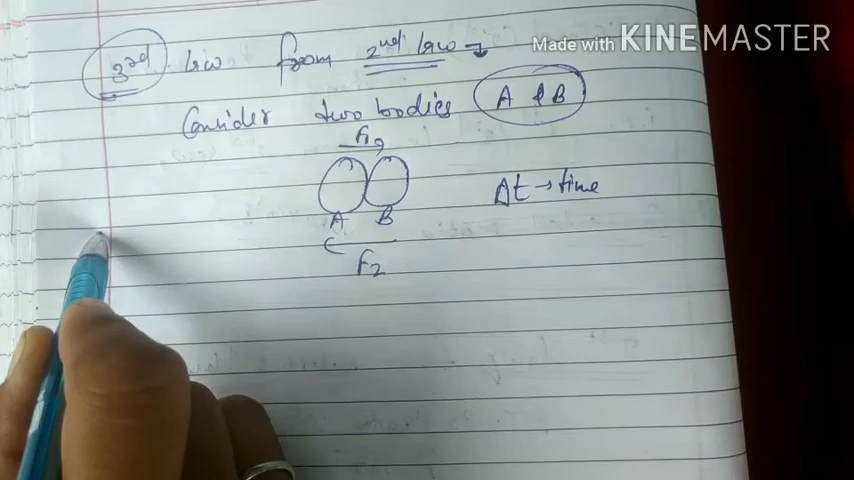 Made with KINEMASTER
3rd law from 2nd law
Consider two bodies A & B
F1
A B
Δt → time
F2